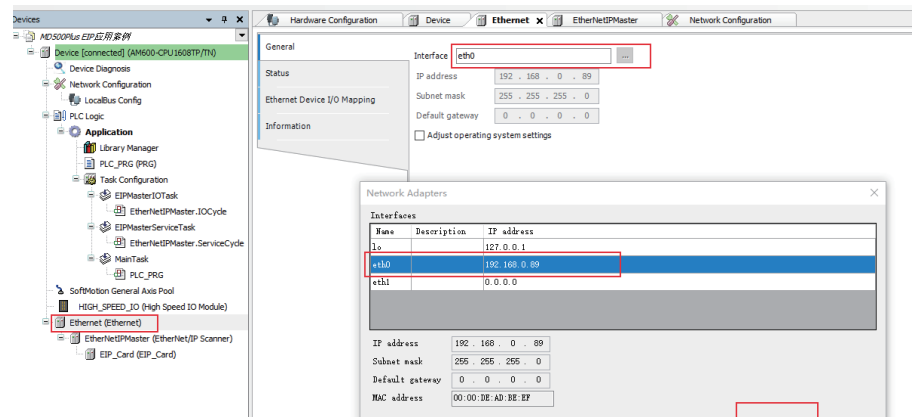 Devices
MD500Plus EIP应用案例
Device [connected] (AM600-CPU1608TP/TN)
Device Diagnosis
Network Configuration
LocalBus Config
PLC Logic
Application
Library Manager
PLC_PRG (PRG)
Task Configuration
EIPMasterIOTask
EtherNetIPMaster.IOCycle
EIPMasterServiceTask
EtherNetIPMaster.ServiceCycle
MainTask
PLC_PRG
SoftMotion General Axis Pool
HIGH_SPEED_IO (High Speed IO Module)
Ethernet (Ethernet)
EtherNetIPMaster (EtherNet/IP Scanner)
EIP_Card (EIP_Card)
Hardware Configuration Device Ethernet x EtherNetIPMaster Network Configuration
General
Status
Ethernet Device I/O Mapping
Information
Interface eth0 ...
IP address 192 . 168 . 0 . 89
Subnet mask 255 . 255 . 255 . 0
Default gateway 0 . 0 . 0 . 0
Adjust operating system settings
Network Adapters
Interfaces
Name Description IP address
lo 127.0.0.1
eth0 192.168.0.89
eth1 0.0.0.0
IP address 192 . 168 . 0 . 89
Subnet mask 255 . 255 . 255 . 0
Default gateway 0 . 0 . 0 . 0
MAC address 00:00:DE:AD:BE:EF